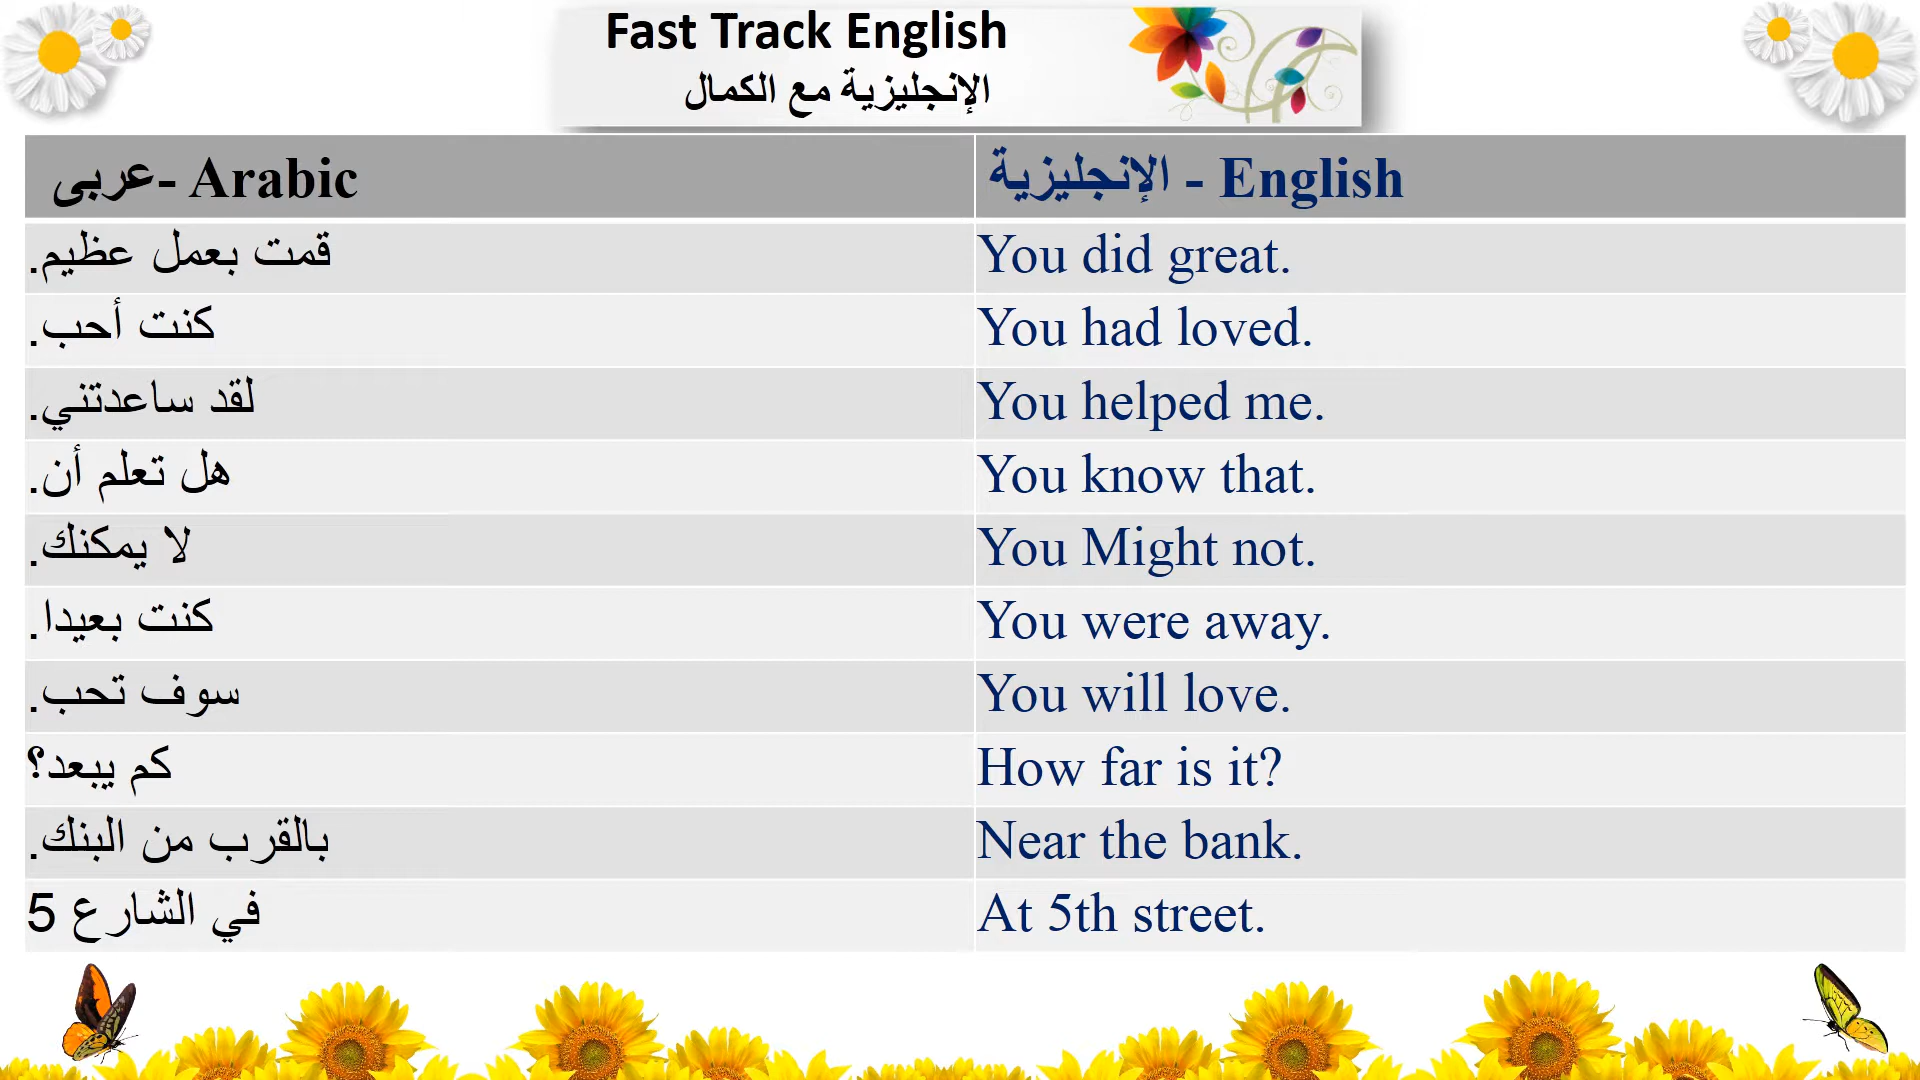 Fast Track English
الإنجليزية مع الكمال
عربى- Arabic
الإنجليزية - English
قمت بعمل عظيم.
You did great.
كنت أحب.
You had loved.
لقد ساعدتني.
You helped me.
هل تعلم أن.
You know that.
لا يمكنك.
You Might not.
كنت بعيدا.
You were away.
سوف تحب.
You will love.
كم يبعد؟
How far is it?
بالقرب من البنك.
Near the bank.
في الشارع 5
At 5th street.